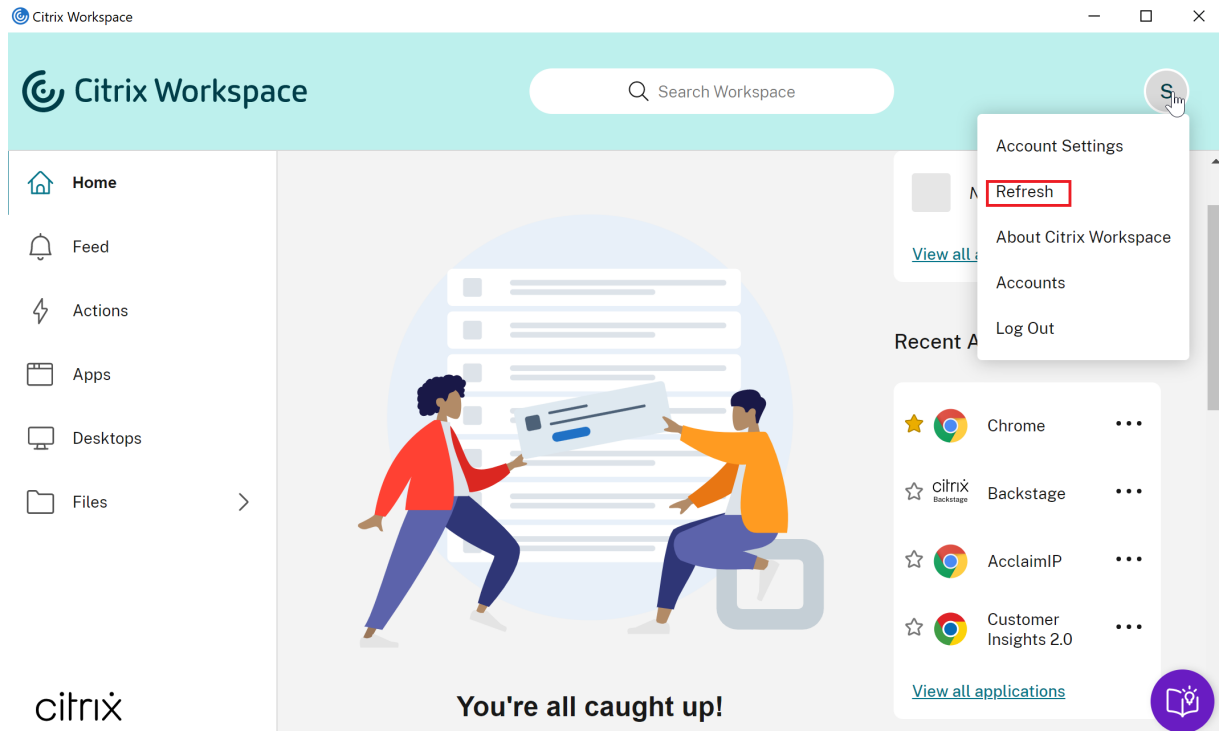 Citrix Workspace
Citrix Workspace
Search Workspace
S
Account Settings
Refresh
About Citrix Workspace
Accounts
Log Out
Home
Feed
Actions
Apps
Desktops
Files
citrix
View all
Recent
Chrome
citrix
Backstage
Backstage
AcclaimIP
Customer
Insights 2.0
View all applications
You're all caught up!